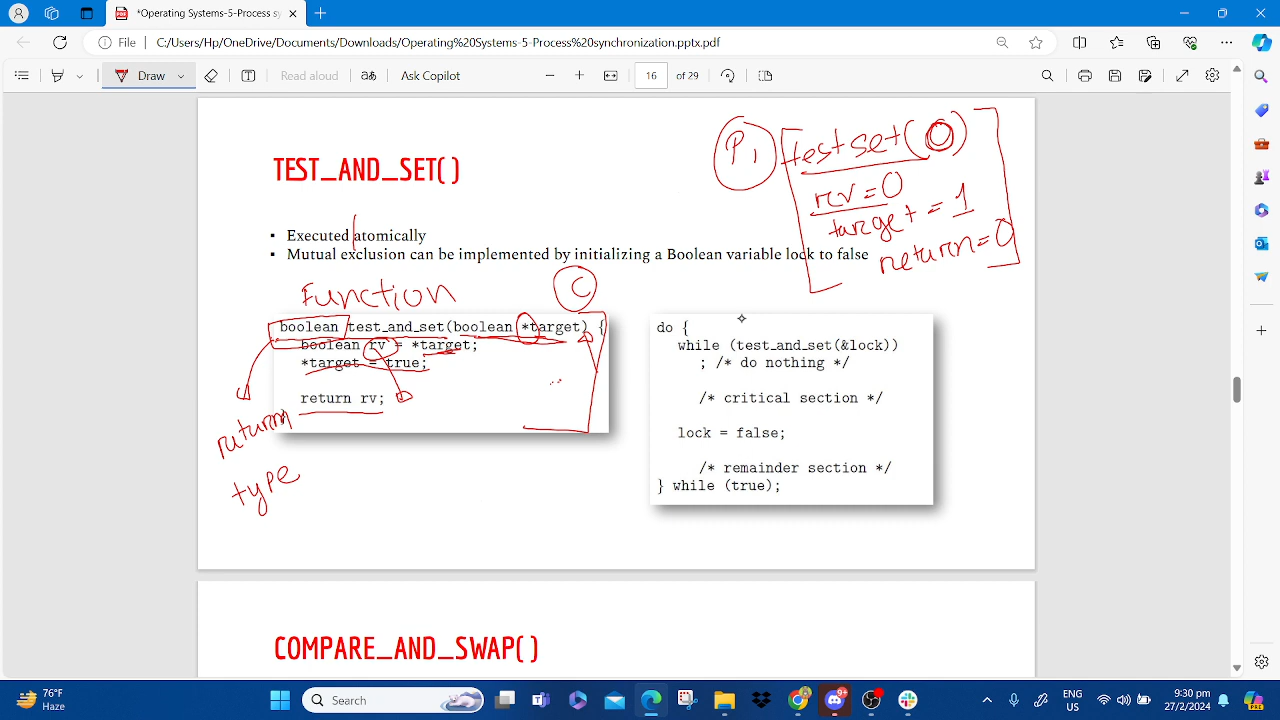 *Operating Systems-5-Process sy
File
C:/Users/Hp/OneDrive/Documents/Downloads/Operating%20Systems-5-Process%20synchronization.pptx.pdf
Draw
Read aloud
Ask Copilot
16
of 29
TEST_AND_SET()
P1
testset(0)
rv=0
target = 1
return=0
Executed atomically
Mutual exclusion can be implemented by initializing a Boolean variable lock to false
Function
C
boolean test_and_set(boolean *target) {
boolean rv = *target;
*target = true;
return rv;
return
type
do {
while (test_and_set(&lock))
; /* do nothing */
/* critical section */
lock = false;
/* remainder section */
} while (true);
COMPARE_AND_SWAP()
76°F
Haze
Search
9+
ENG
US
9:30 pm
27/2/2024